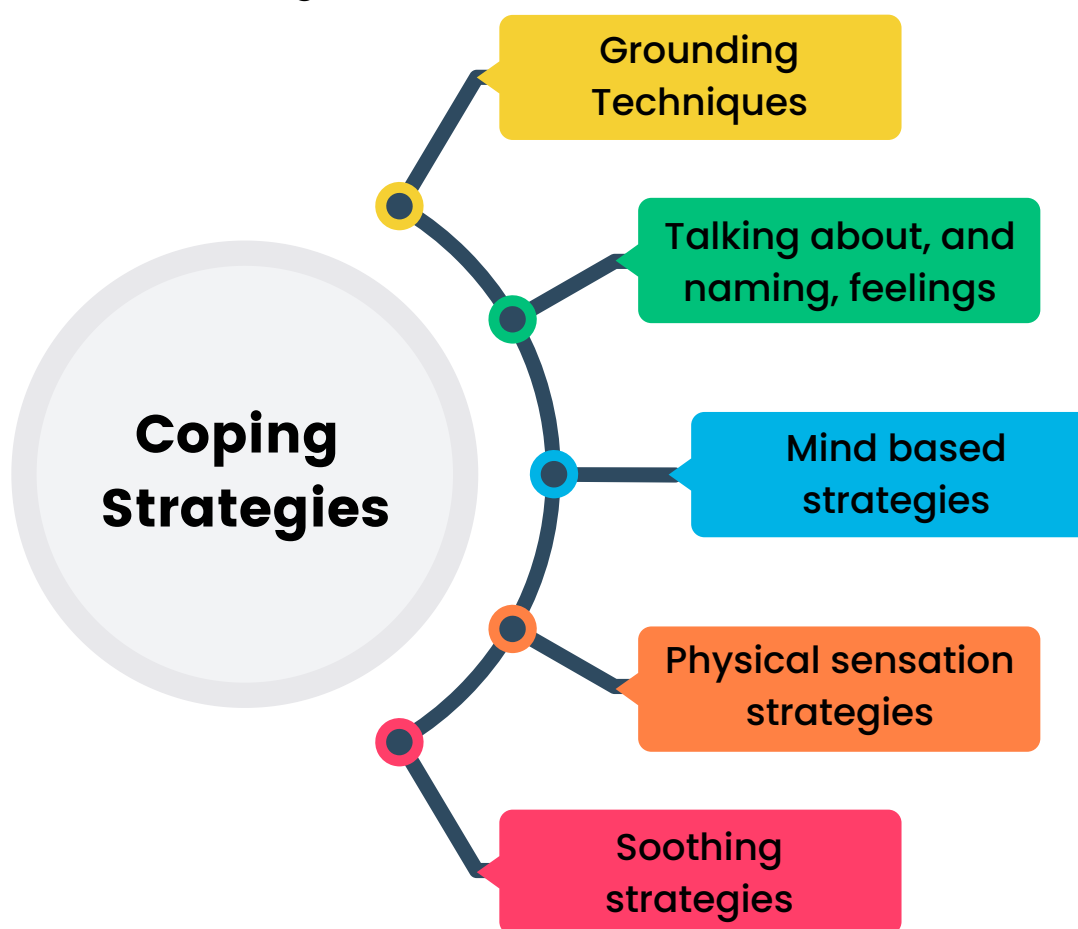 Grounding
Techniques
Talking about, and
naming, feelings
Coping
Strategies
Mind based
strategies
Physical sensation
strategies
Soothing
strategies